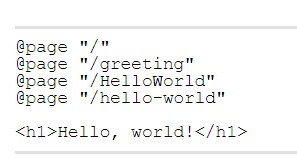 @page "/"
@page "/greeting"
@page "/HelloWorld"
@page "/hello-world"
<h1>Hello, world!</h1>